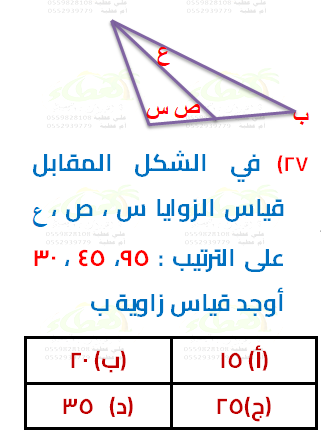 ع
س ص
ب
٢٧) في الشكل المقابل
قياس الزوايا س ، ص ، ع
على الترتيب : ٩٥، ٤٥ ، ٣٠
أوجد قياس زاوية ب
(أ) ١٥ (ب) ٢٠
(ج)٢٥ (د) ٣٥